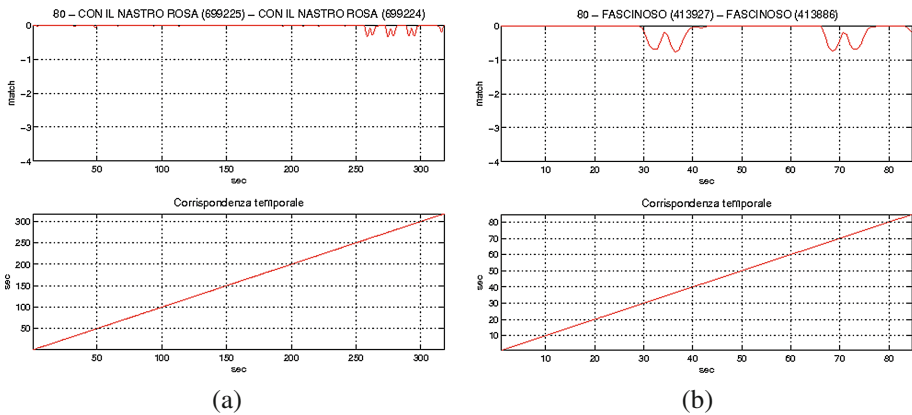 80 – CON IL NASTRO ROSA (699225) – CON IL NASTRO ROSA (699224)
0
−1
−2
−3
−4
match
50 100 150 200 250 300
sec
Corrispondenza temporale
300
250
200
150
100
50
sec
50 100 150 200 250 300
sec
(a)
80 – FASCINOSO (413927) – FASCINOSO (413886)
0
−1
−2
−3
−4
match
10 20 30 40 50 60 70 80
sec
Corrispondenza temporale
80
70
60
50
40
30
20
10
sec
10 20 30 40 50 60 70 80
sec
(b)